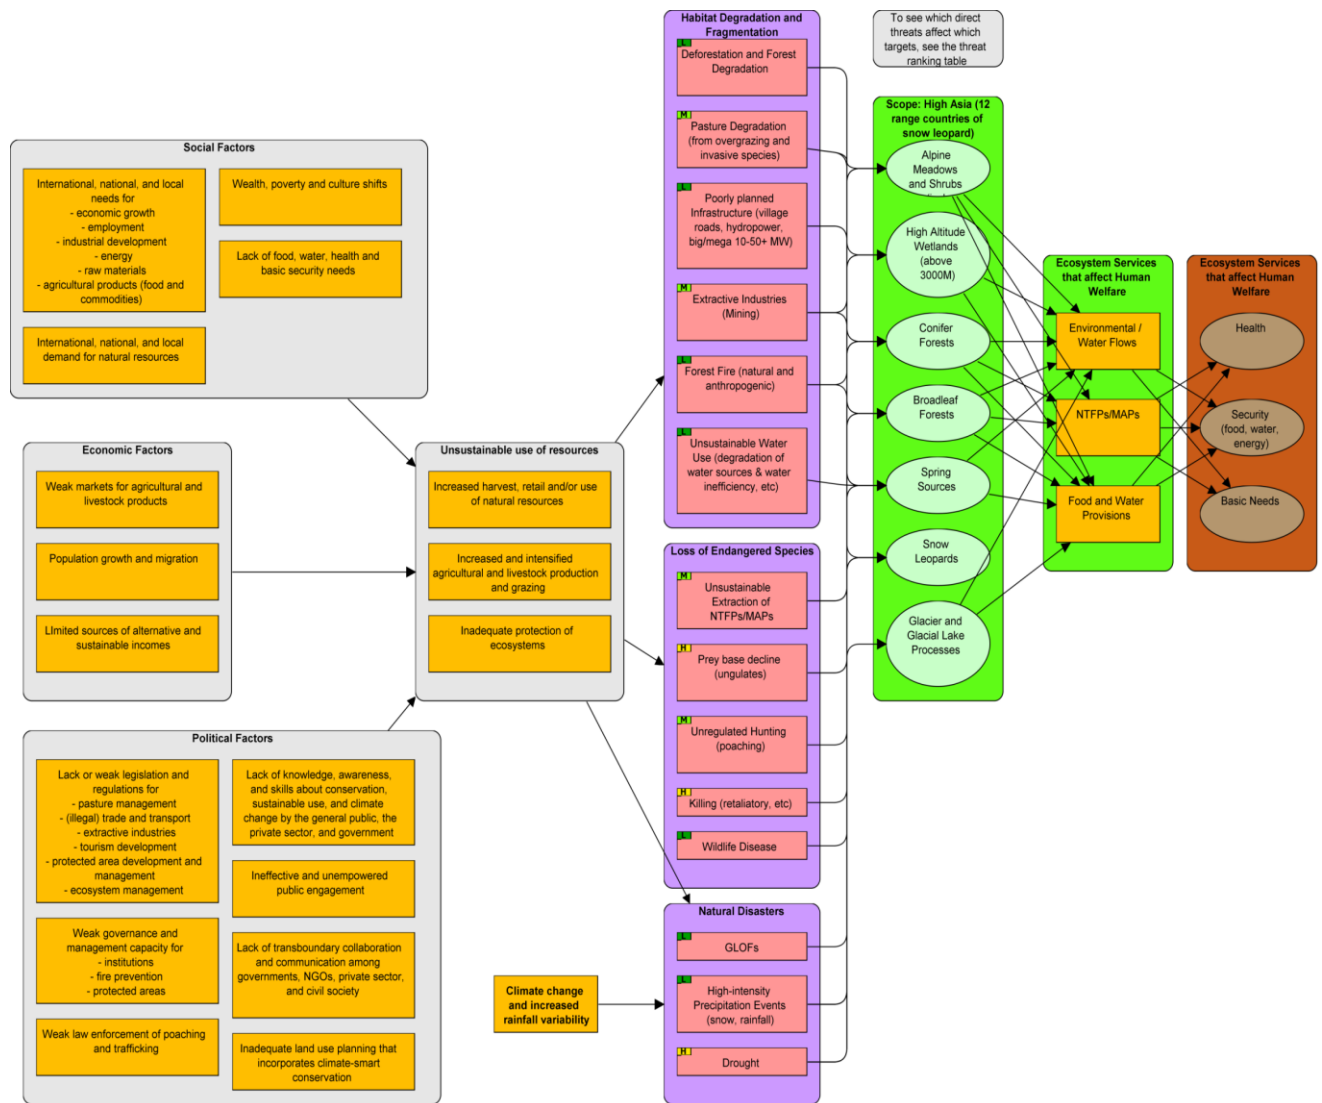 Social Factors
International, national, and local
needs for
- economic growth
- employment
- industrial development
- energy
- raw materials
- agricultural products (food and
commodities)
Wealth, poverty and culture shifts
Lack of food, water, health and
basic security needs
International, national, and local
demand for natural resources
Economic Factors
Weak markets for agricultural and
livestock products
Population growth and migration
LImited sources of alternative and
sustainable incomes
Political Factors
Lack or weak legislation and
regulations for
- pasture management
- (illegal) trade and transport
- extractive industries
- tourism development
- protected area development and
management
- ecosystem management
Weak governance and
management capacity for
- institutions
- fire prevention
- protected areas
Weak law enforcement of poaching
and trafficking
Lack of knowledge, awareness,
and skills about conservation,
sustainable use, and climate
change by the general public, the
private sector, and government
Ineffective and unempowered
public engagement
Lack of transboundary collaboration
and communication among
governments, NGOs, private sector,
and civil society
Inadequate land use planning that
incorporates climate-smart
conservation
Unsustainable use of resources
Increased harvest, retail and/or use
of natural resources
Increased and intensified
agricultural and livestock production
and grazing
Inadequate protection of
ecosystems
Climate change
and increased
rainfall variability
Habitat Degradation and
Fragmentation
L
Deforestation and Forest
Degradation
M
Pasture Degradation
(from overgrazing and
invasive species)
L
Poorly planned
Infrastructure (village
roads, hydropower,
big/mega 10-50+ MW)
M
Extractive Industries
(Mining)
L
Forest Fire (natural and
anthropogenic)
L
Unsustainable Water
Use (degradation of
water sources & water
inefficiency, etc)
Loss of Endangered Species
M
Unsustainable
Extraction of
NTFPs/MAPs
H
Prey base decline
(ungulates)
M
Unregulated Hunting
(poaching)
H
Killing (retaliatory, etc)
L
Wildlife Disease
Natural Disasters
L
GLOFs
L
High-intensity
Precipitation Events
(snow, rainfall)
H
Drought
To see which direct
threats affect which
targets, see the threat
ranking table
Scope: High Asia (12
range countries of
snow leopard)
Alpine
Meadows
and Shrubs
High Altitude
Wetlands
(above
3000M)
Conifer
Forests
Broadleaf
Forests
Spring
Sources
Snow
Leopards
Glacier and
Glacial Lake
Processes
Ecosystem Services
that affect Human
Welfare
Environmental /
Water Flows
NTFPs/MAPs
Food and Water
Provisions
Ecosystem Services
that affect Human
Welfare
Health
Security
(food, water,
energy)
Basic Needs